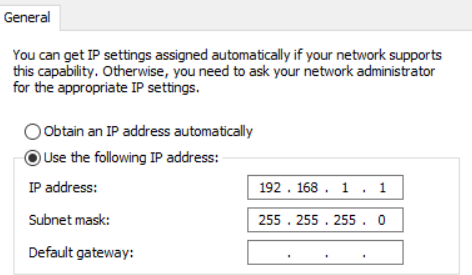 General
You can get IP settings assigned automatically if your network supports
this capability. Otherwise, you need to ask your network administrator
for the appropriate IP settings.
Obtain an IP address automatically
Use the following IP address:
IP address: 192 . 168 . 1 . 1
Subnet mask: 255 . 255 . 255 . 0
Default gateway: . . .